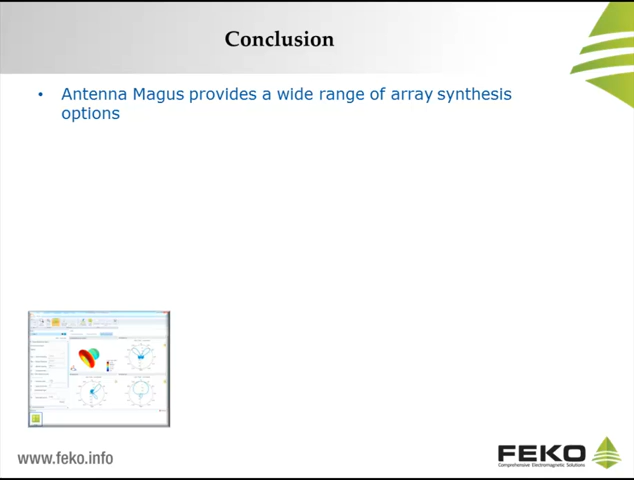 Conclusion
• Antenna Magus provides a wide range of array synthesis
options
www.feko.info
FEKO
Comprehensive Electromagnetic Solutions